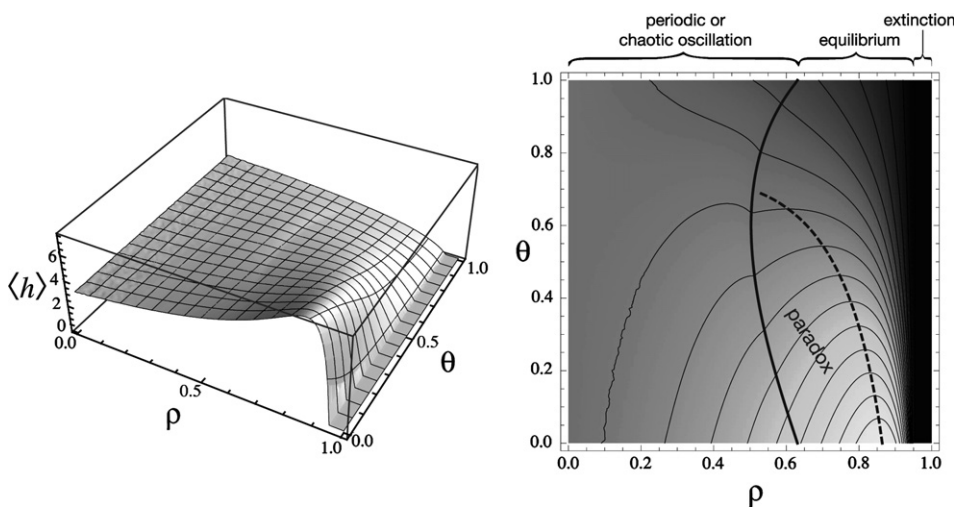 ⟨h⟩
6
4
2
0
0.0
0.5
1.0
ρ
0.0
0.5
1.0
θ
periodic or
chaotic oscillation
equilibrium
extinction
1.0
0.8
0.6
0.4
0.2
0.0
θ
paradox
0.0 0.2 0.4 0.6 0.8 1.0
ρ